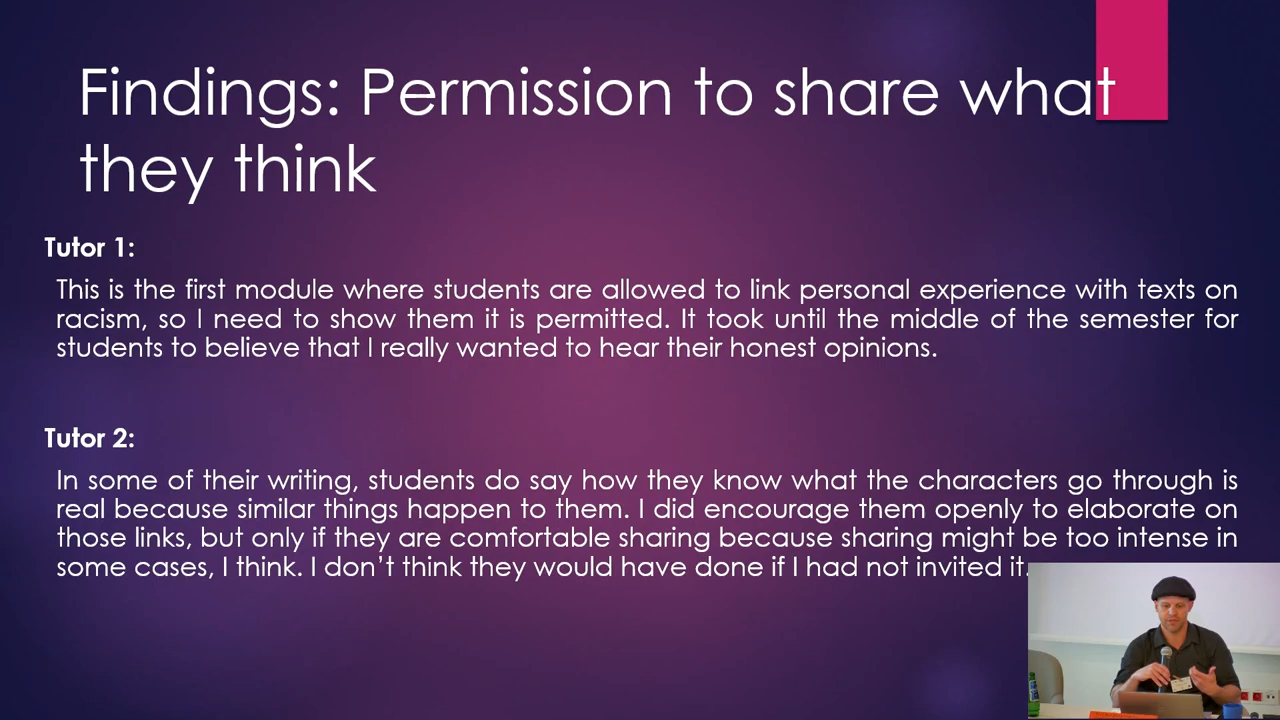 Findings: Permission to share what
they think
Tutor 1:
This is the first module where students are allowed to link personal experience with texts on
racism, so I need to show them it is permitted. It took until the middle of the semester for
students to believe that I really wanted to hear their honest opinions.
Tutor 2:
In some of their writing, students do say how they know what the characters go through is
real because similar things happen to them. I did encourage them openly to elaborate on
those links, but only if they are comfortable sharing because sharing might be too intense in
some cases, I think. I don’t think they would have done if I had not invited it.